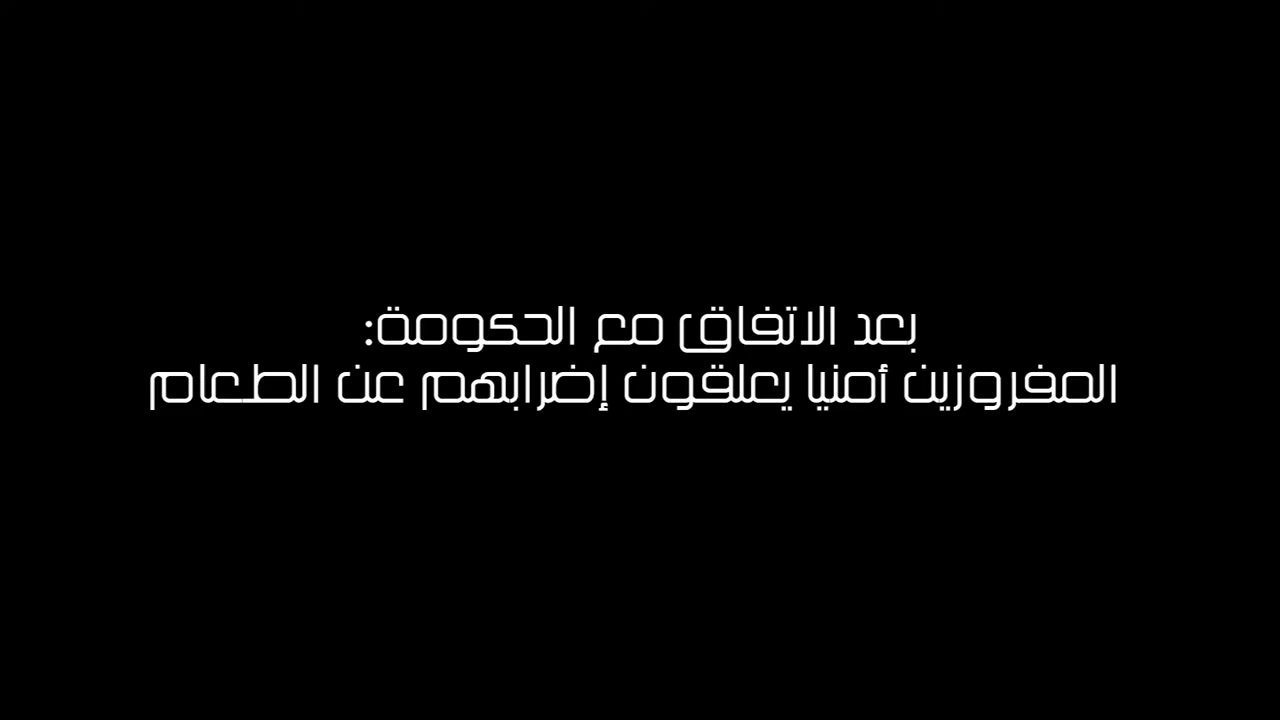 بعد الاتفاق مع الحكومة:
المفروزين أمنيا يعلقون إضرابهم عن الطعام